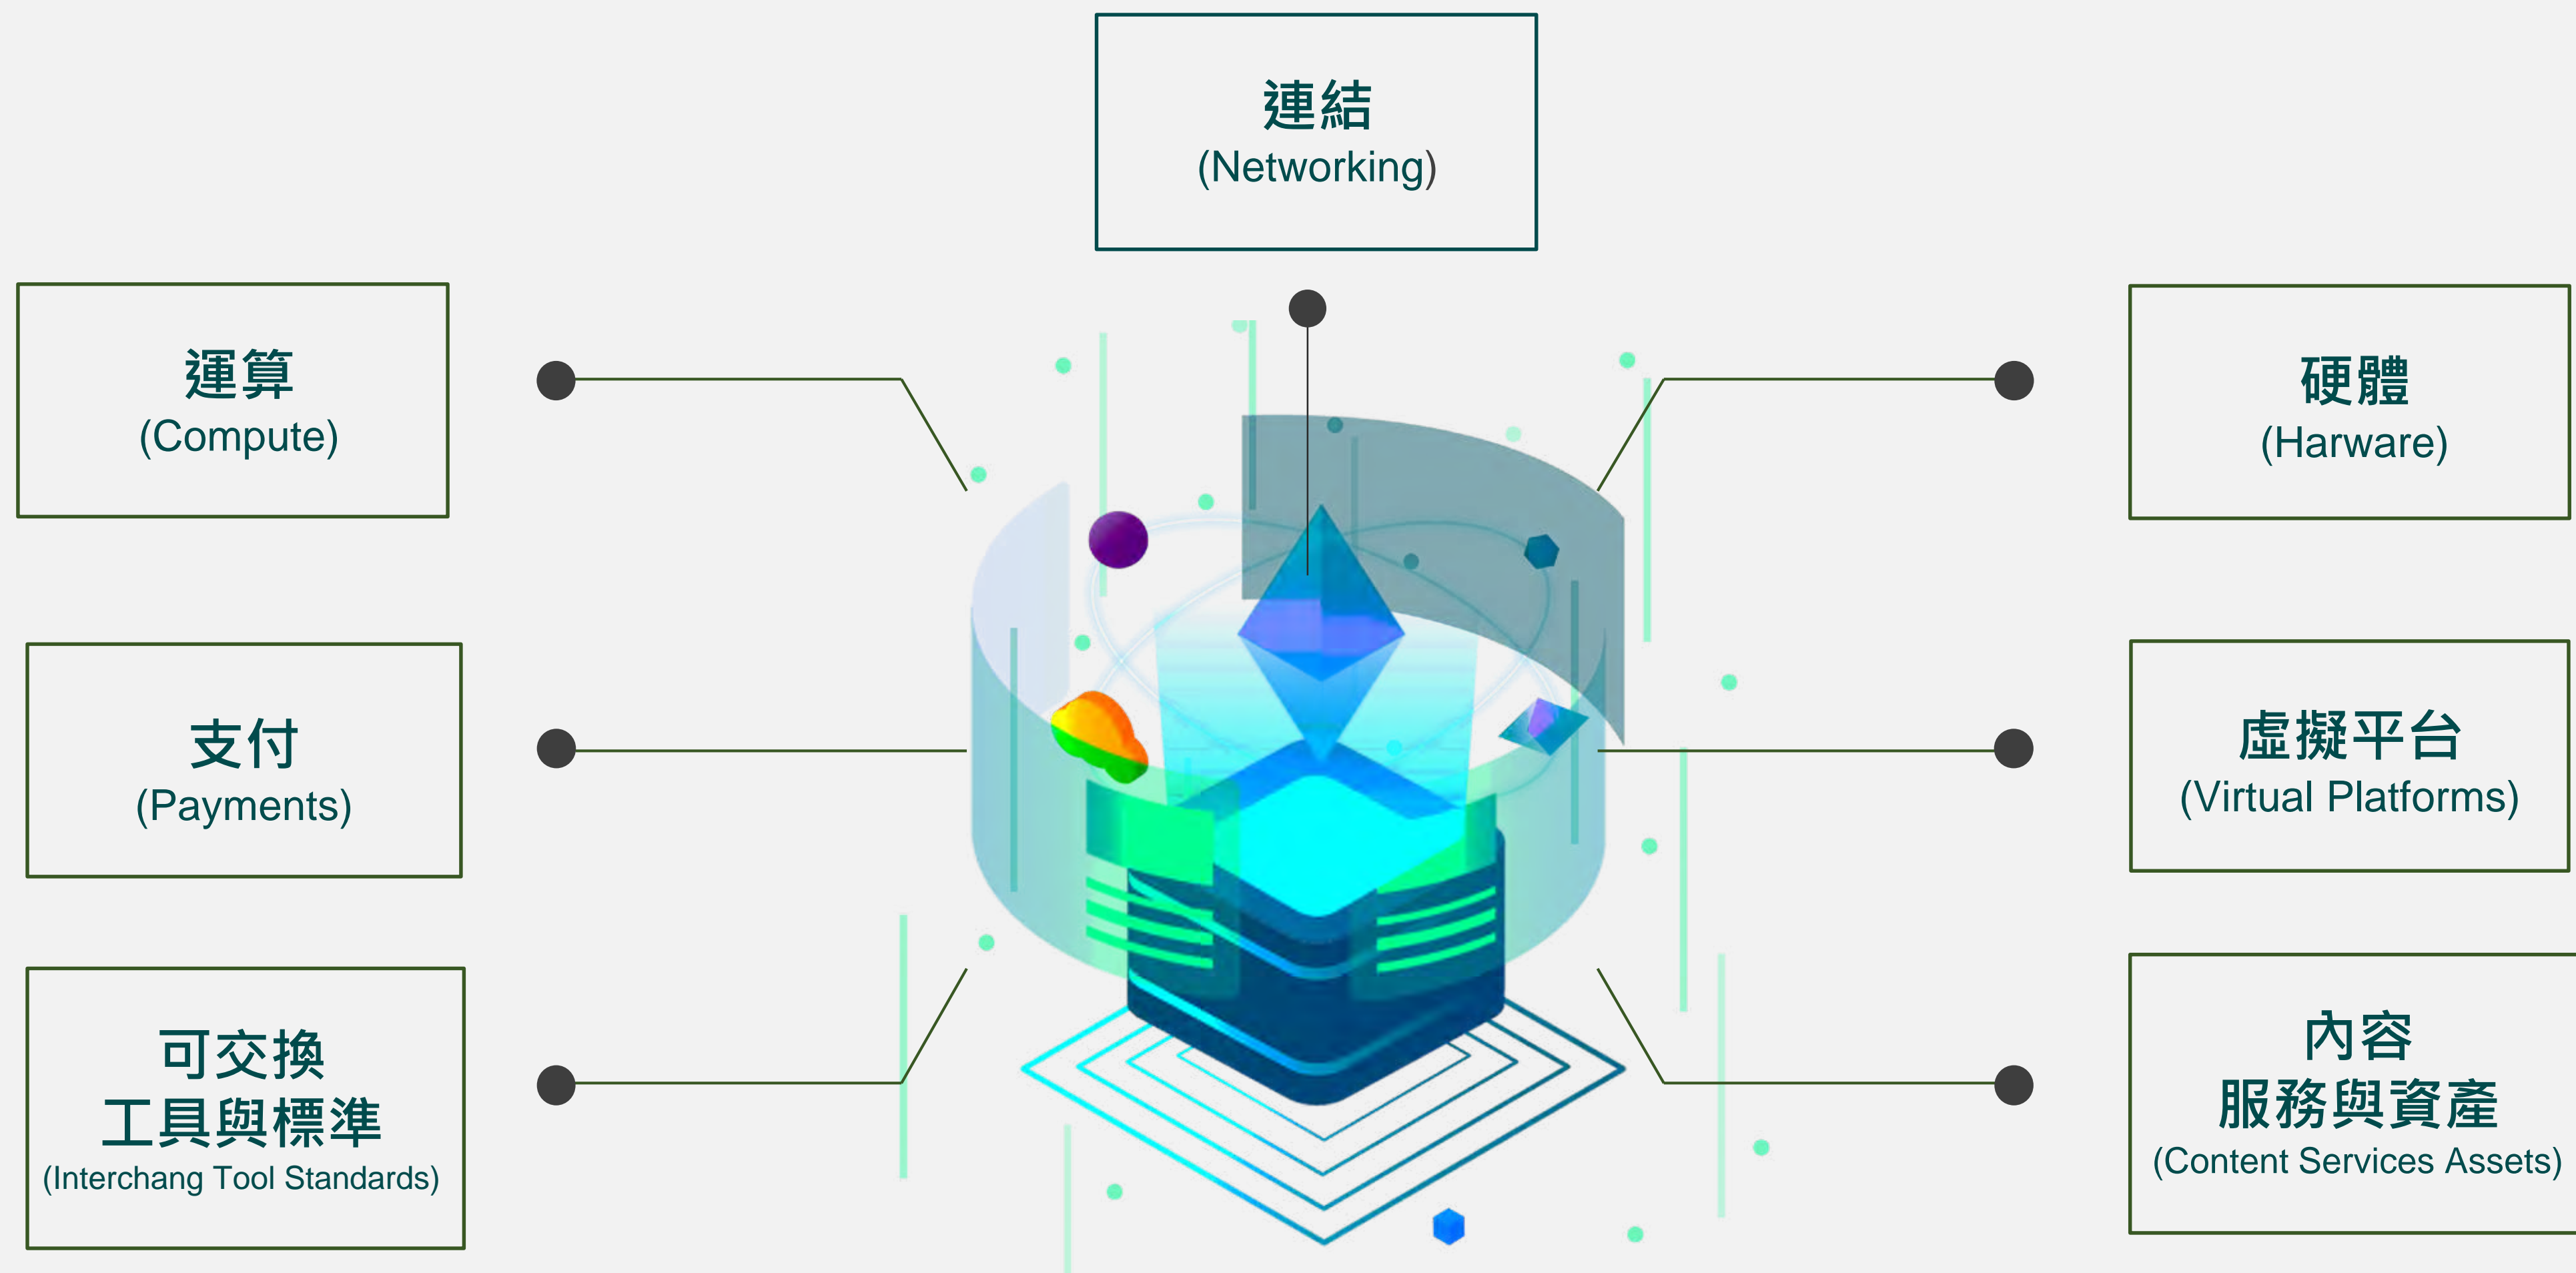 連結
(Networking)
運算
(Compute)
硬體
(Harware)
支付
(Payments)
虛擬平台
(Virtual Platforms)
可交換
工具與標準
(Interchang Tool Standards)
內容
服務與資產
(Content Services Assets)